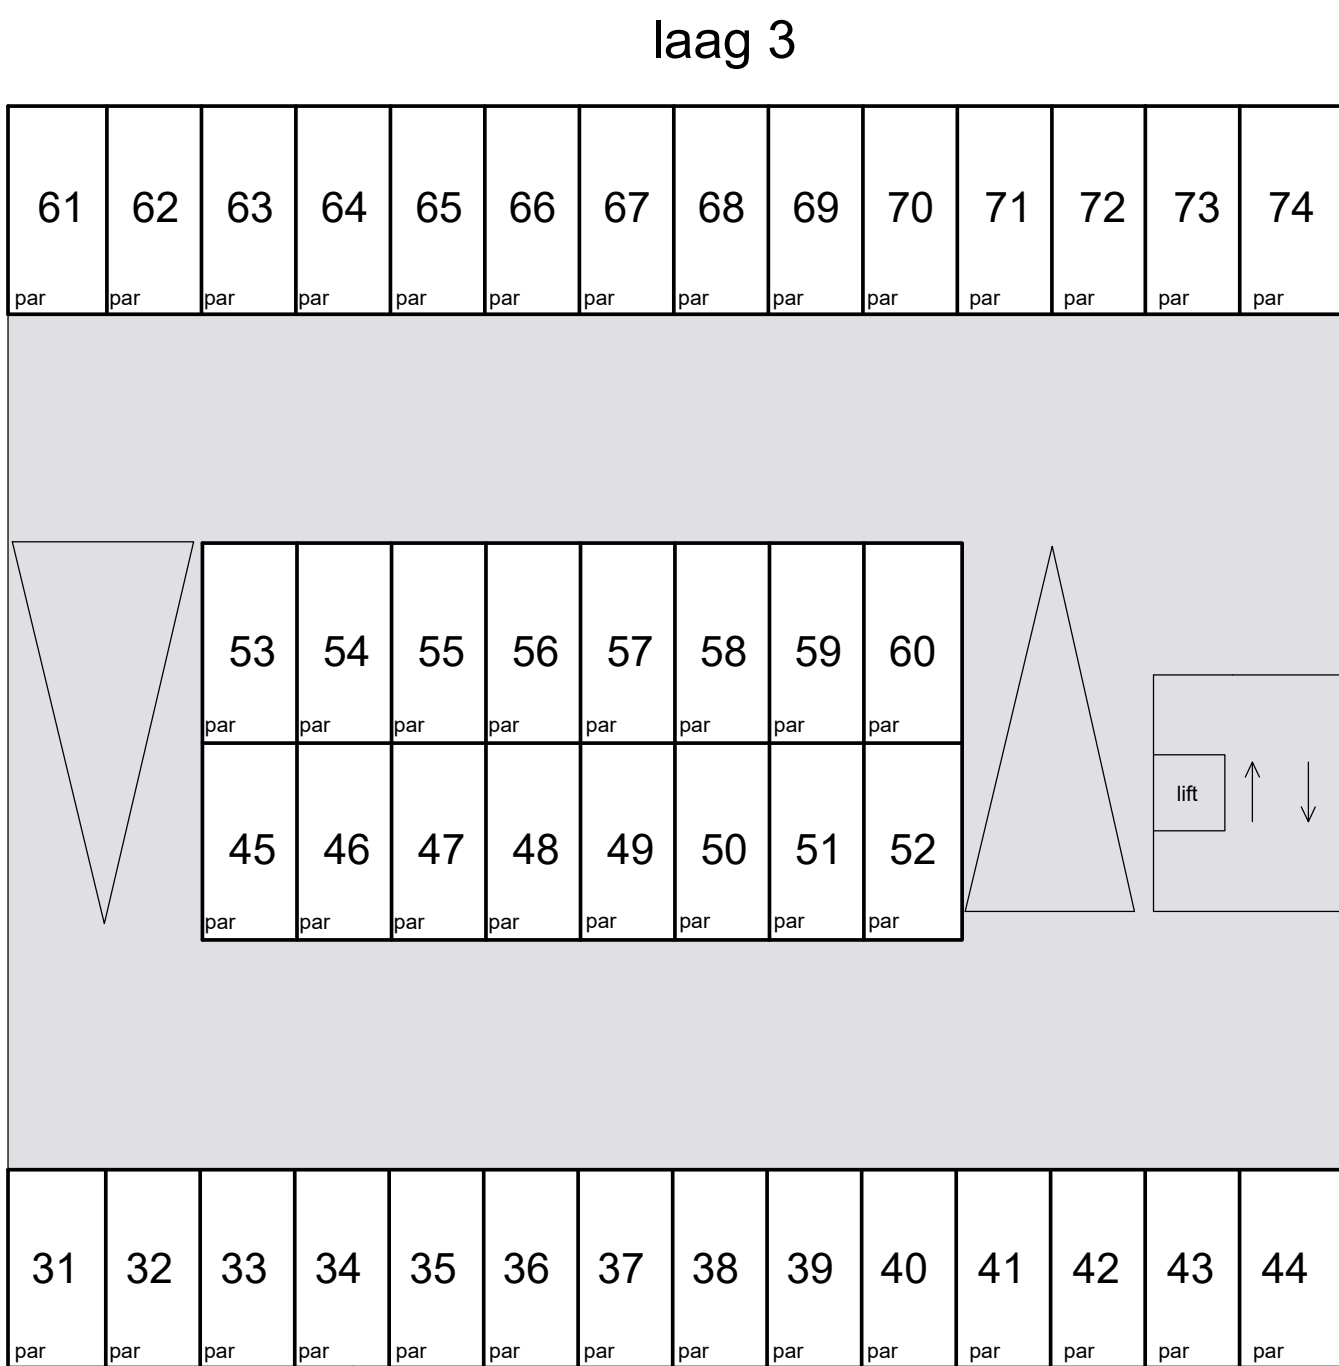 laag 3
61 62 63 64 65 66 67 68 69 70 71 72 73 74
par par par par par par par par par par par par par par
53 54 55 56 57 58 59 60
par par par par par par par par
lift
45 46 47 48 49 50 51 52
par par par par par par par par
31 32 33 34 35 36 37 38 39 40 41 42 43 44
par par par par par par par par par par par par par par